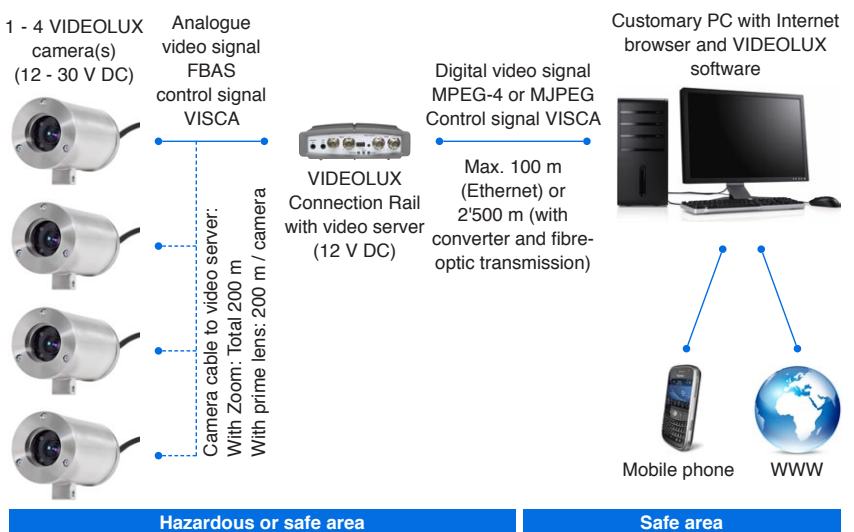 1 - 4 VIDEOLUX
camera(s)
(12 - 30 V DC)
Analogue
video signal
FBAS
control signal
VISCA
Camera cable to video server:
With Zoom: Total 200 m
With prime lens: 200 m / camera
VIDEOLUX
Connection Rail
with video server
(12 V DC)
Digital video signal
MPEG-4 or MJPEG
Control signal VISCA
Max. 100 m
(Ethernet) or
2'500 m (with
converter and fibre-
optic transmission)
Customary PC with Internet
browser and VIDEOLUX
software
Mobile phone
WWW
Hazardous or safe area
Safe area